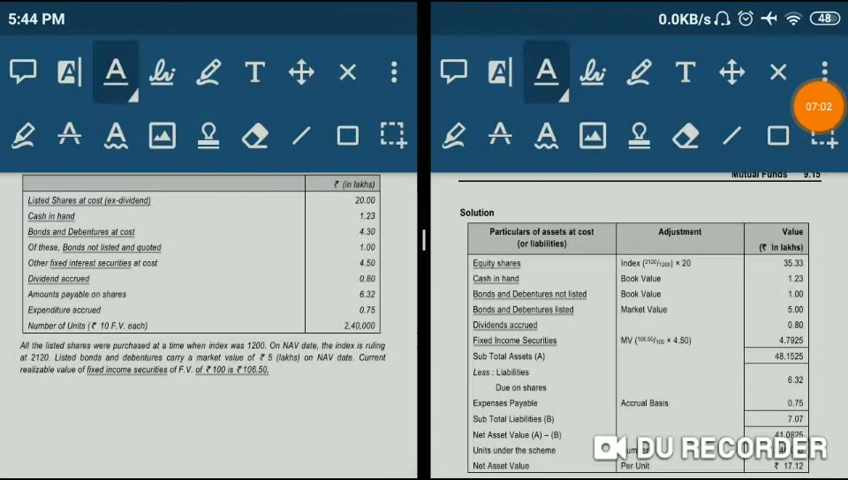 5:44 PM
0.0KB/s
48
07:02
₹ (in lakhs)
Listed Shares at cost (ex-dividend) 20.00
Cash in hand 1.23
Bonds and Debentures at cost 4.30
Of these, Bonds not listed and quoted 1.00
Other fixed interest securities at cost 4.50
Dividend accrued 0.80
Amounts payable on shares 6.32
Expenditure accrued 0.75
Number of Units (₹ 10 F.V. each) 2,40,000
All the listed shares were purchased at a time when index was 1200. On NAV date, the index is ruling
at 2120. Listed bonds and debentures carry a market value of ₹ 5 (lakhs) on NAV date. Current
realizable value of fixed income securities of F.V. of ₹ 100 is ₹ 106.50.
Mutual Funds 9.15
Solution
Particulars of assets at cost (or liabilities) Adjustment Value (₹ In lakhs)
Equity shares Index (2120/1200) × 20 35.33
Cash in hand Book Value 1.23
Bonds and Debentures not listed Book Value 1.00
Bonds and Debentures listed Market Value 5.00
Dividends accrued 0.80
Fixed Income Securities MV (106.50/100 × 4.50) 4.7925
Sub Total Assets (A) 48.1525
Less : Liabilities
Due on shares 6.32
Expenses Payable Accrual Basis 0.75
Sub Total Liabilities (B) 7.07
Net Asset Value (A) – (B) 41.0825
Units under the scheme
Net Asset Value Per Unit ₹ 17.12
DU RECORDER